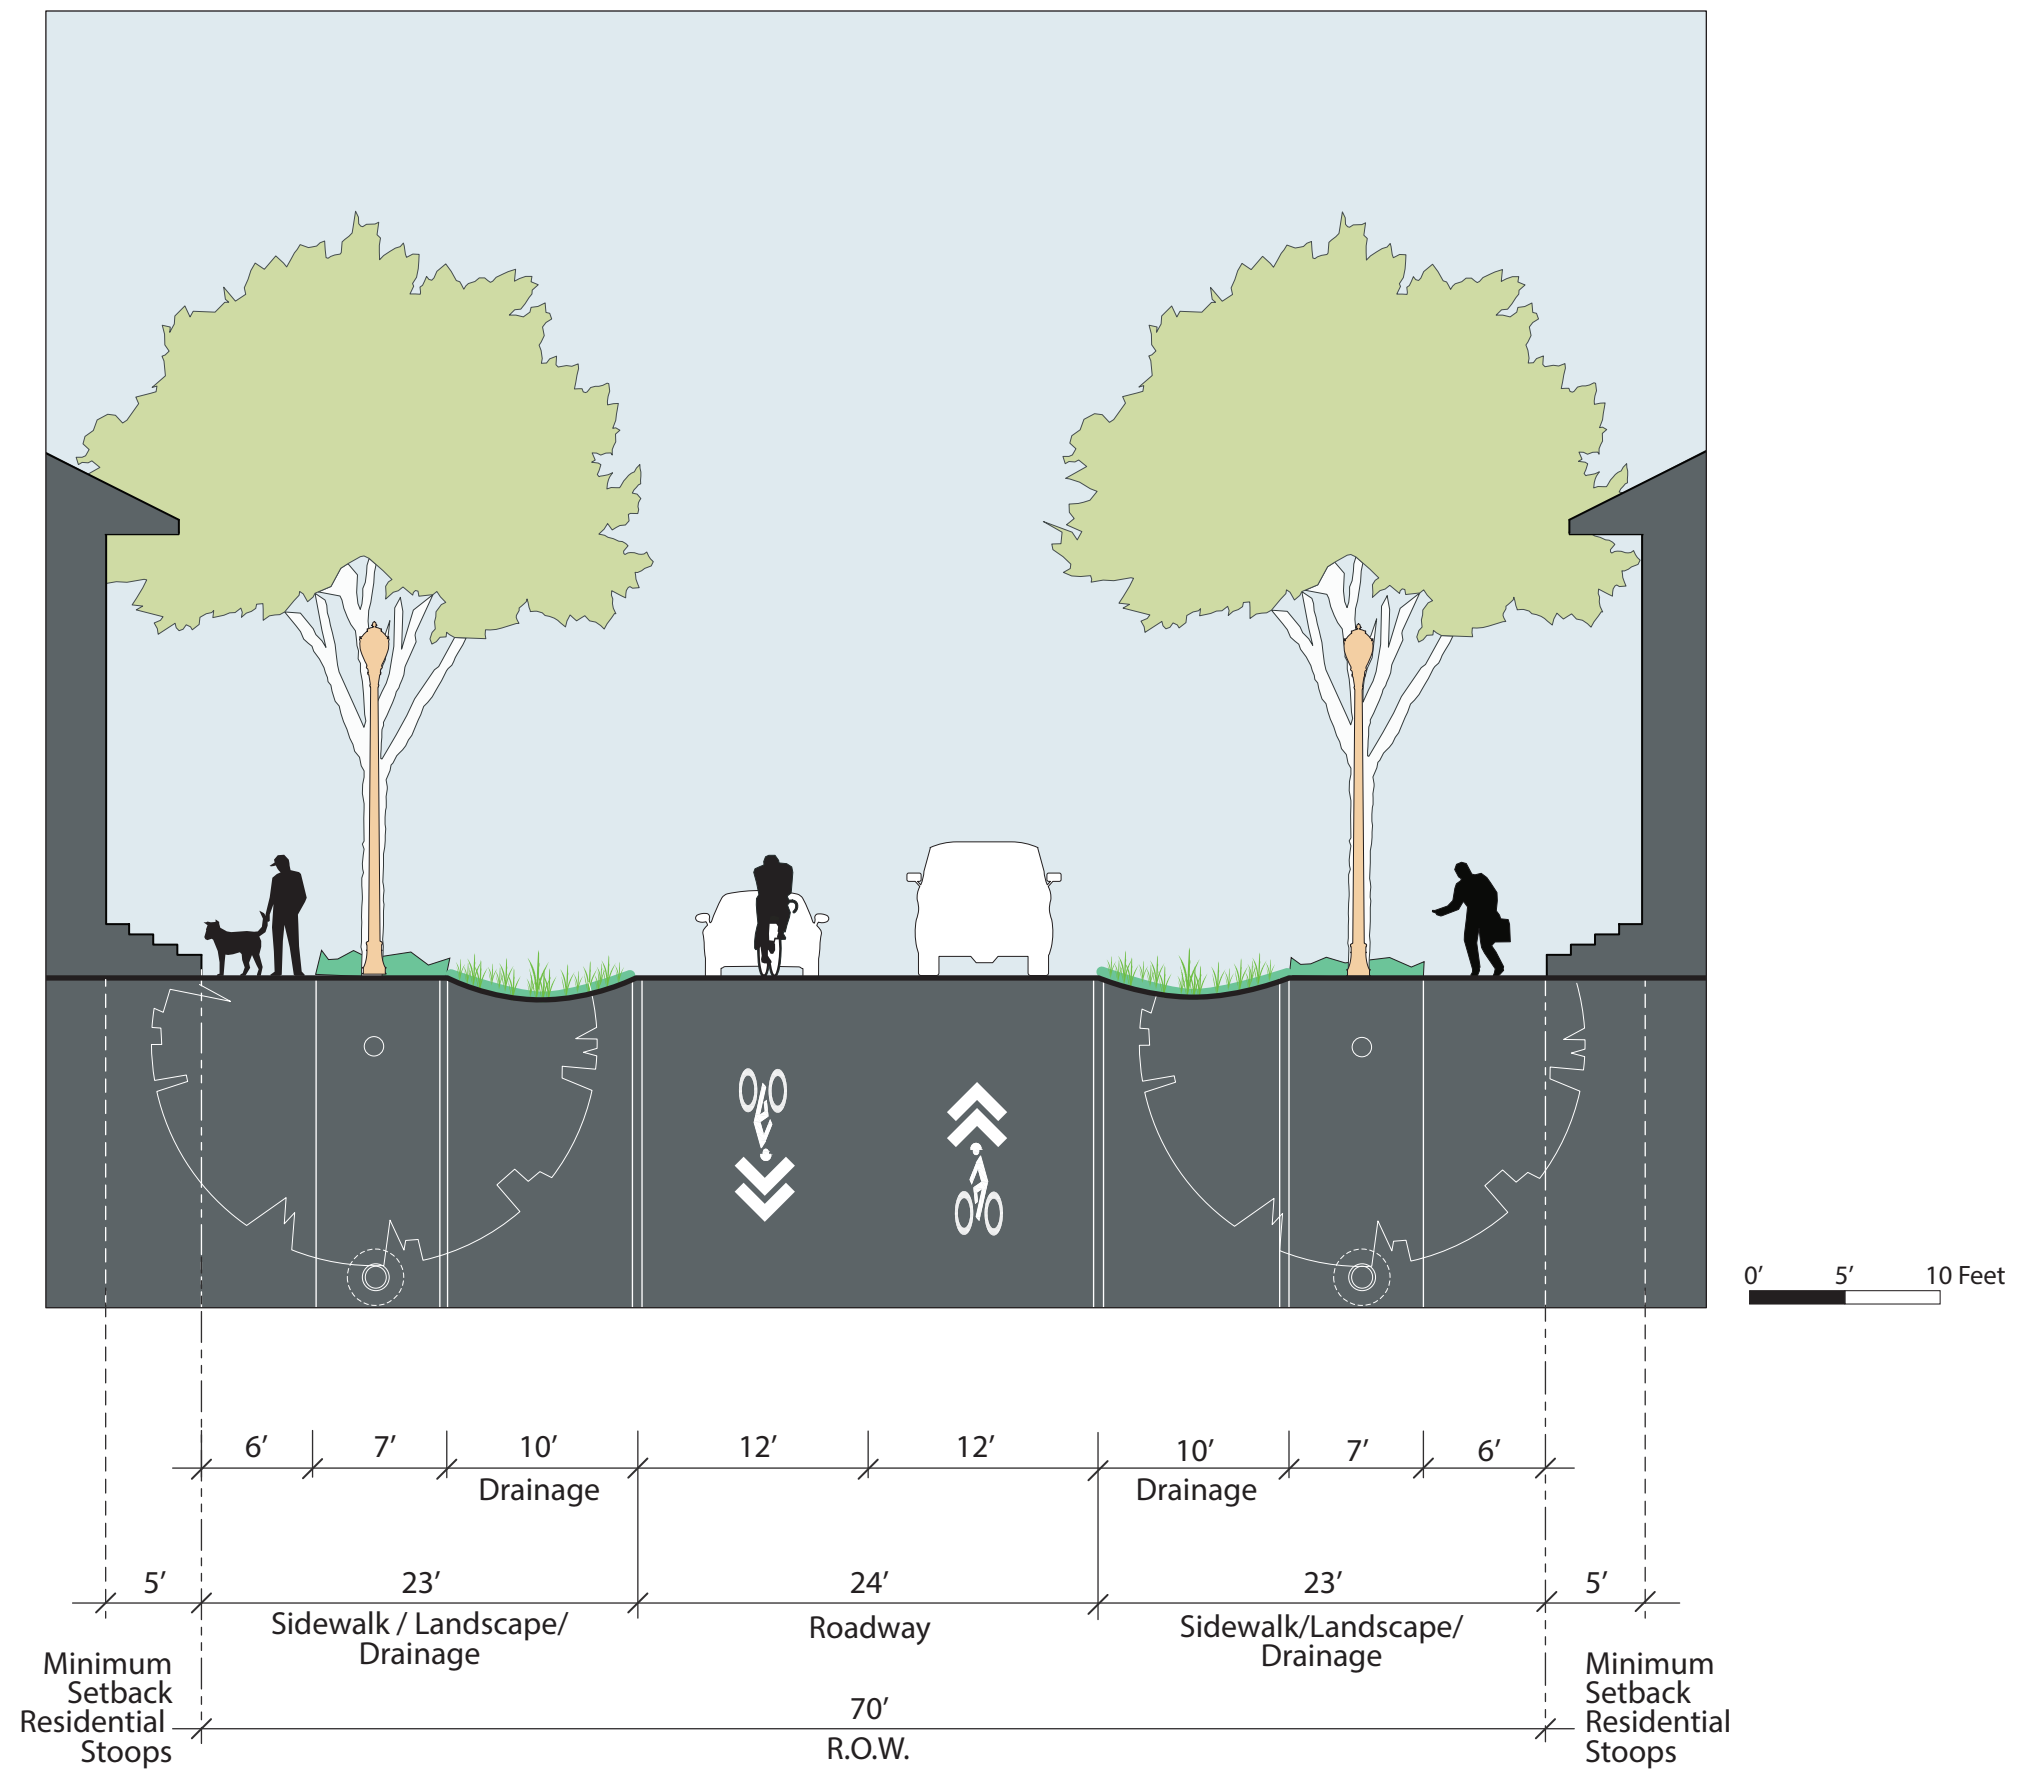 0’ 5’ 10 Feet
6’ 7’ 10’ 12’ 12’ 10’ 7’ 6’
Drainage Drainage
5’ 23’ 24’ 23’ 5’
Sidewalk / Landscape/
Drainage
Roadway
Sidewalk/Landscape/
Drainage
Minimum
Setback
Residential
Stoops
70’
R.O.W.
Minimum
Setback
Residential
Stoops